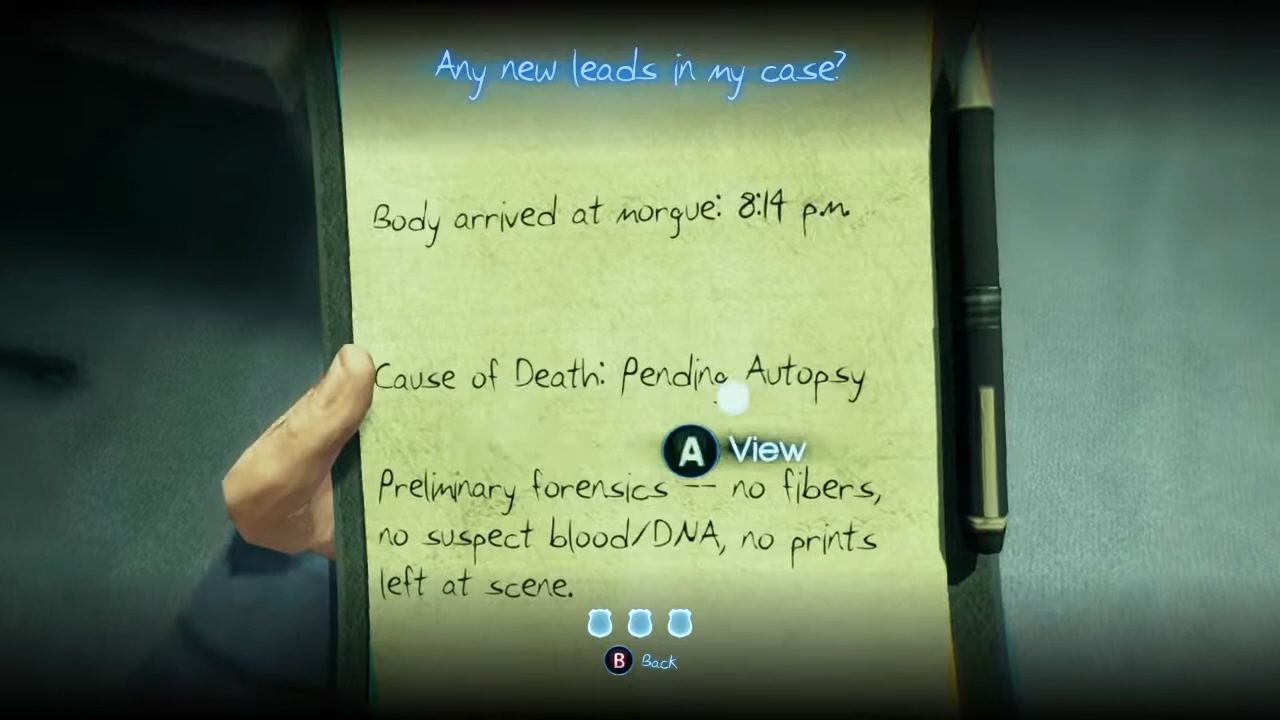 Any new leads in my case?
Body arrived at morgue: 8:14 p.m.
Cause of Death: Pending Autopsy
A View
Preliminary forensics -- no fibers,
no suspect blood/DNA, no prints
left at scene.
B Back